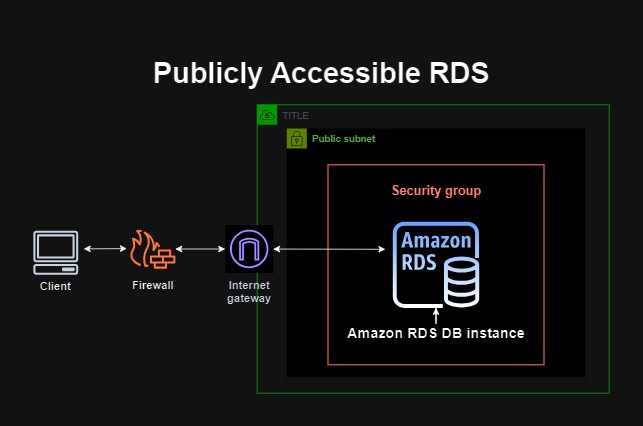 Publicly Accessible RDS
TITLE
Public subnet
Security group
Amazon
RDS
Client
Firewall
Internet
gateway
Amazon RDS DB instance